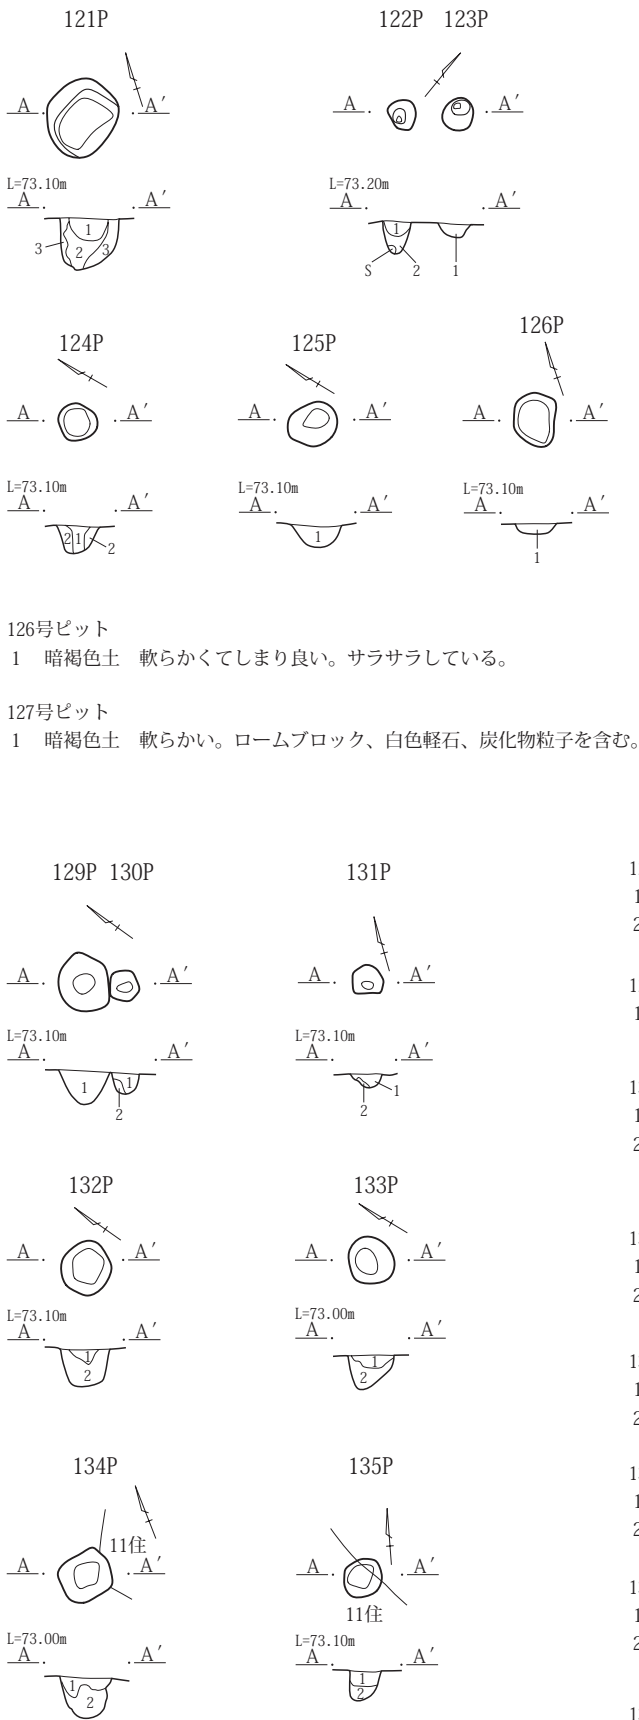 121P
122P 123P
A A′
A A′
L=73.10m
A A′
1
3 2 3
L=73.20m
A A′
1
S 2 1
124P
125P
126P
A A′
A A′
A A′
L=73.10m
A A′
2 1 2
L=73.10m
A A′
1
L=73.10m
A A′
1
126号ピット
1 暗褐色土 軟らかくてしまり良い。サラサラしている。
127号ピット
1 暗褐色土 軟らかい。ロームブロック、白色軽石、炭化物粒子を含む。
129P 130P
131P
A A′
A A′
L=73.10m
A A′
1 1
2
L=73.10m
A A′
1
2
132P
133P
A A′
A A′
L=73.10m
A A′
1
2
L=73.00m
A A′
1
2
134P
135P
11住
A A′
A A′
11住
L=73.00m
A A′
1
2
L=73.10m
A A′
1
2